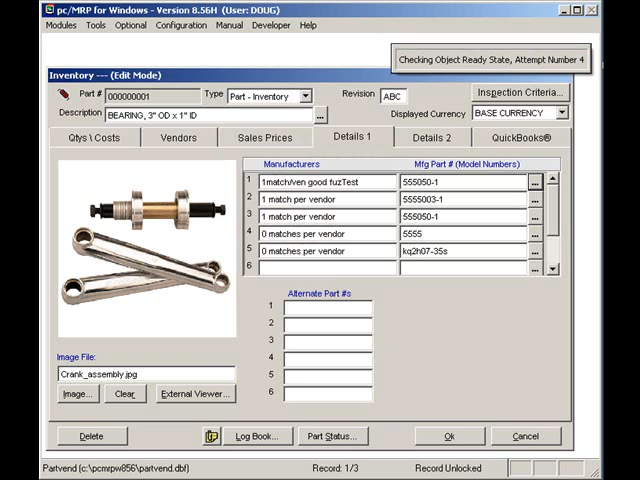 pc/MRP for Windows - Version 8.56H (User: DOUG)
Modules Tools Optional Configuration Manual Developer Help
Checking Object Ready State, Attempt Number 4
Inventory --- (Edit Mode)
Part # 000000001 Type Part - Inventory Revision ABC Inspection Criteria...
Description BEARING, 3" OD x 1" ID ... Displayed Currency BASE CURRENCY
Qtys \ Costs Vendors Sales Prices Details 1 Details 2 QuickBooks®
Manufacturers Mfg Part # (Model Numbers)
1 1match/ven good fuzTest 555050-1 ...
2 1 match per vendor 5555003-1 ...
3 1 match per vendor 555050-1 ...
4 0 matches per vendor 5555 ...
5 0 matches per vendor kq2h07-35s ...
6 ...
Alternate Part #s
1
2
3
4
5
6
Image File:
Crank_assembly.jpg
Image... Clear External Viewer...
Delete Log Book... Part Status... Ok Cancel
Partvend (c:\pcmrpw856\partvend.dbf) Record: 1/3 Record Unlocked